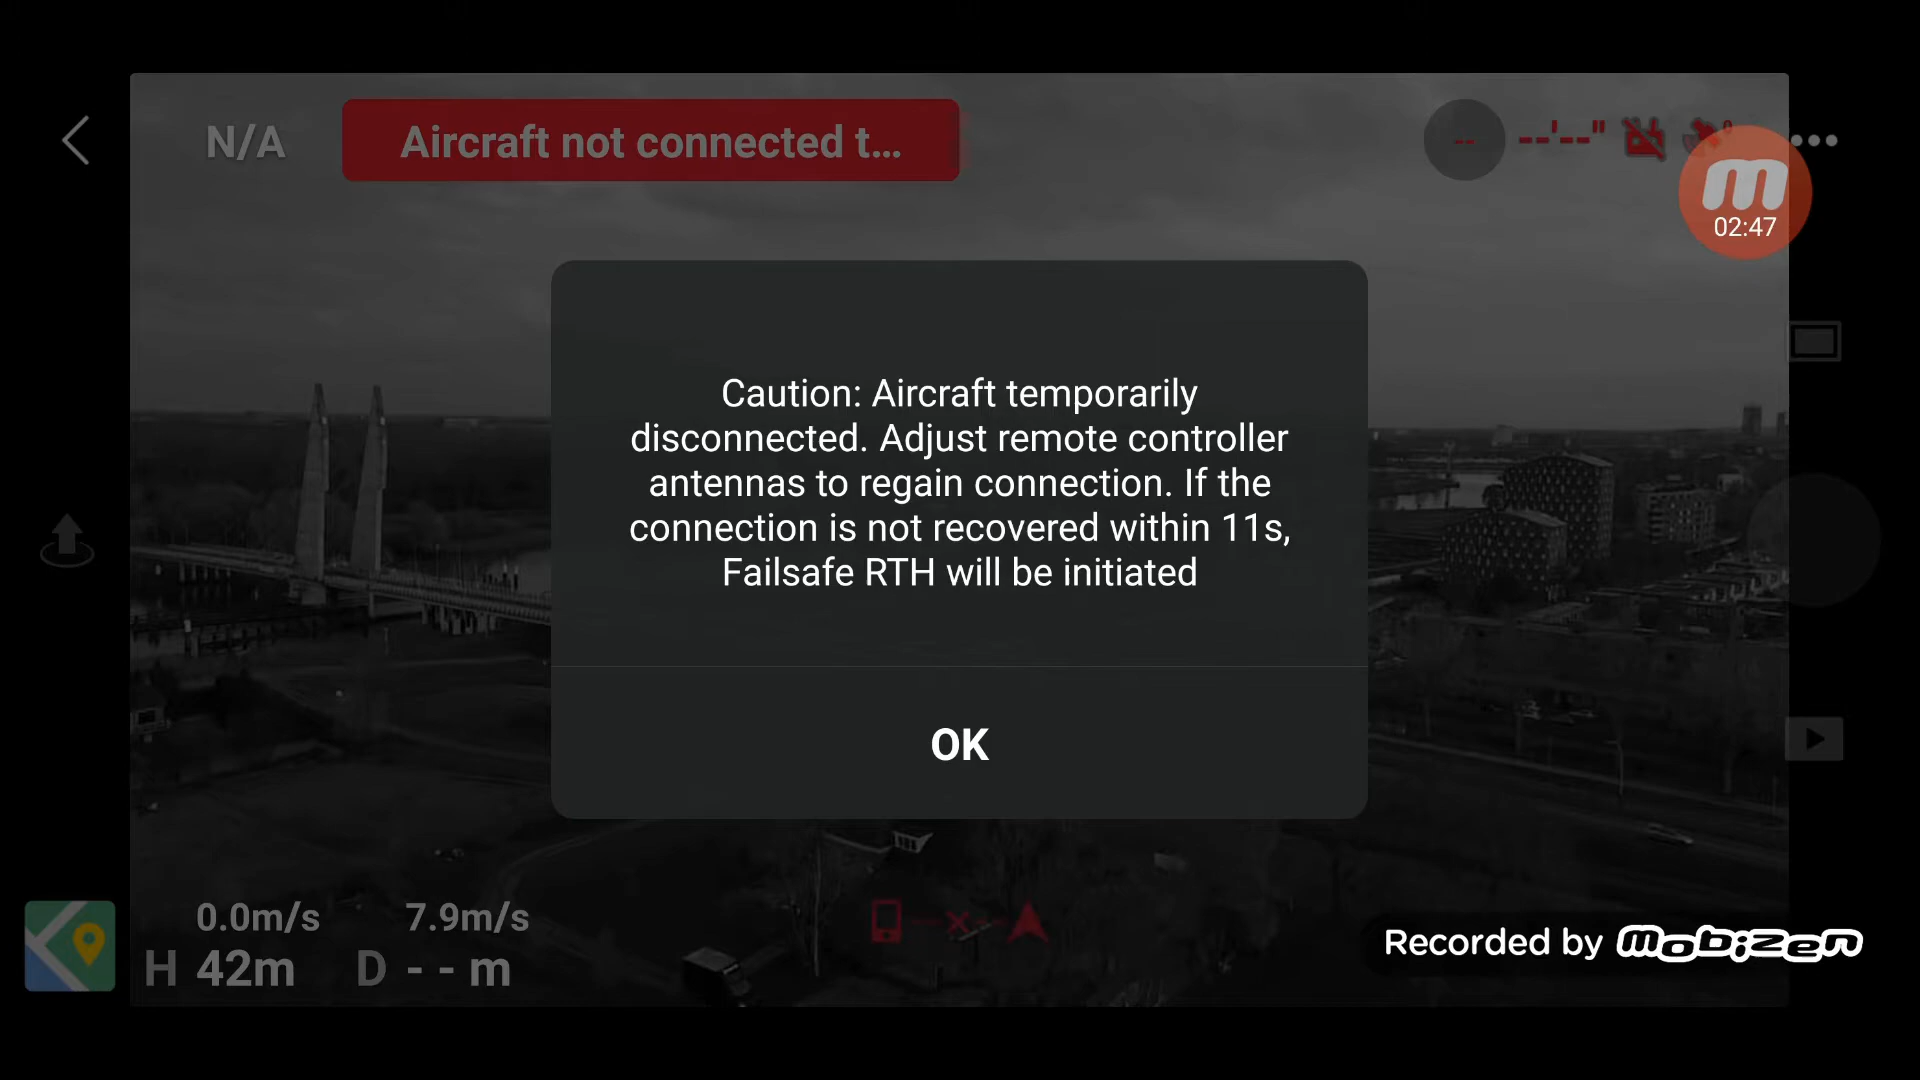 N/A
Aircraft not connected t...
--
--'--"
02:47
Caution: Aircraft temporarily
disconnected. Adjust remote controller
antennas to regain connection. If the
connection is not recovered within 11s,
Failsafe RTH will be initiated
OK
0.0m/s 7.9m/s
H 42m D - - m
Recorded by mobizen